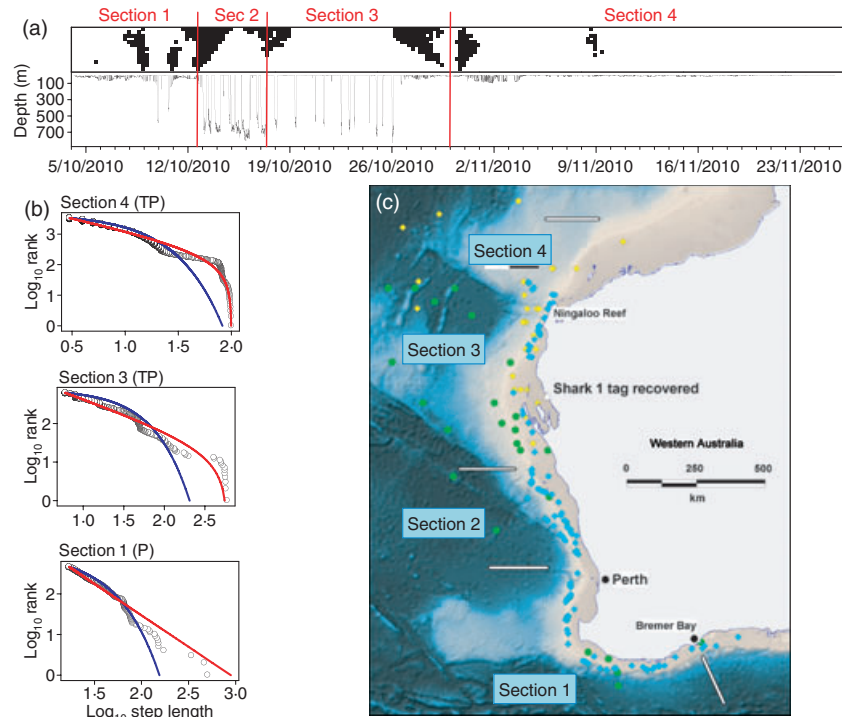 Section 1 Sec 2 Section 3 Section 4
(a)
Depth (m)
100
300
500
700
5/10/2010 12/10/2010 19/10/2010 26/10/2010 2/11/2010 9/11/2010 16/11/2010 23/11/2010
(b)
Section 4 (TP)
Log10 rank
3
2
1
0
0·5 1·0 1·5 2·0
Section 3 (TP)
Log10 rank
2
1
0
1·0 1·5 2·0 2·5
Section 1 (P)
Log10 rank
2
1
0
1·5 2·0 2·5 3·0
Log10 step length
(c)
Section 4
Ningaloo Reef
Section 3
Shark 1 tag recovered
Western Australia
0 250 500
km
Section 2
Perth
Bremer Bay
Section 1